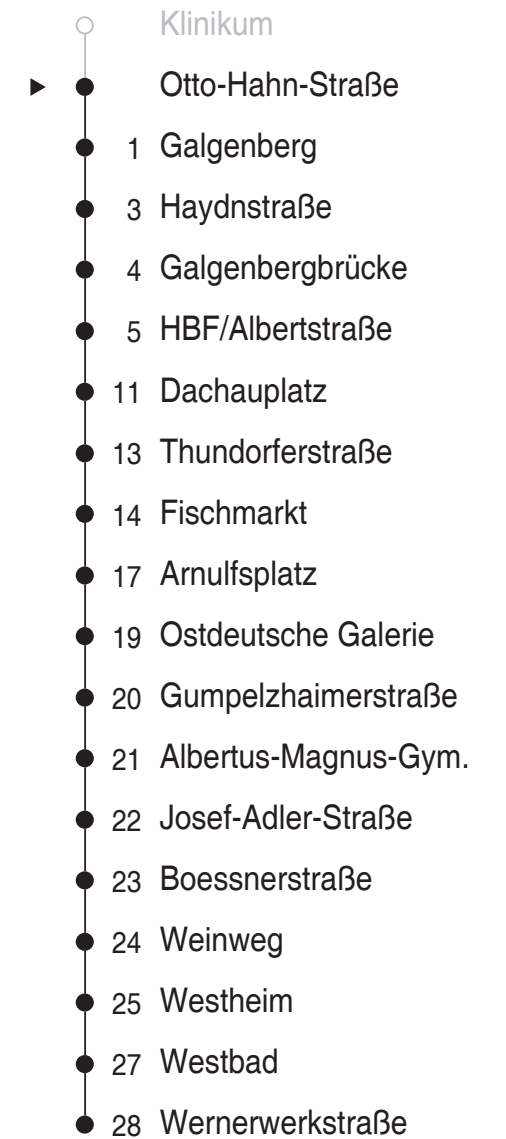 Klinikum
Otto-Hahn-Straße
1 Galgenberg
3 Haydnstraße
4 Galgenbergbrücke
5 HBF/Albertstraße
11 Dachauplatz
13 Thundorferstraße
14 Fischmarkt
17 Arnulfsplatz
19 Ostdeutsche Galerie
20 Gumpelzhaimerstraße
21 Albertus-Magnus-Gym.
22 Josef-Adler-Straße
23 Boessnerstraße
24 Weinweg
25 Westheim
27 Westbad
28 Wernerwerkstraße